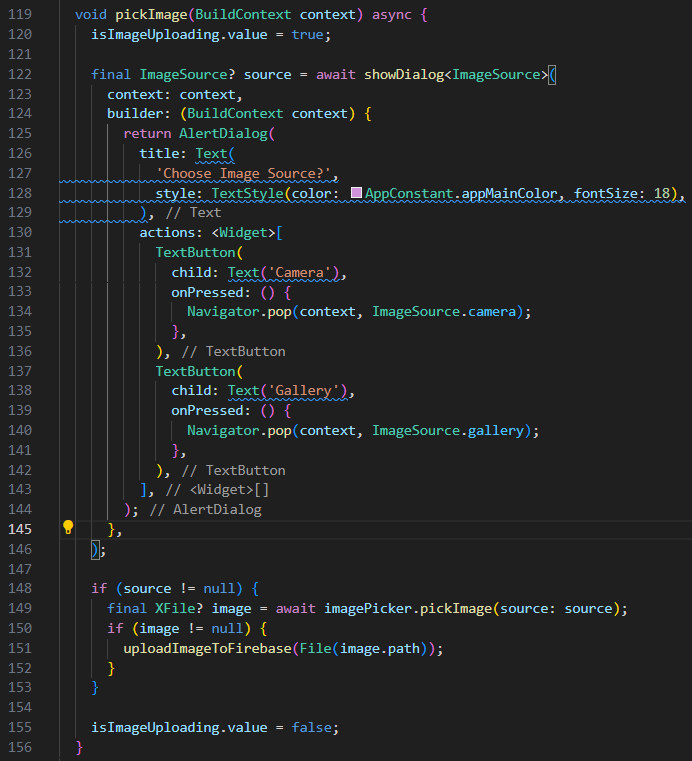 119 void pickImage(BuildContext context) async {
120 isImageUploading.value = true;
121
122 final ImageSource? source = await showDialog<ImageSource>(
123 context: context,
124 builder: (BuildContext context) {
125 return AlertDialog(
126 title: Text(
127 'Choose Image Source?',
128 style: TextStyle(color: AppConstant.appMainColor, fontSize: 18),
129 ), // Text
130 actions: <Widget>[
131 TextButton(
132 child: Text('Camera'),
133 onPressed: () {
134 Navigator.pop(context, ImageSource.camera);
135 },
136 ), // TextButton
137 TextButton(
138 child: Text('Gallery'),
139 onPressed: () {
140 Navigator.pop(context, ImageSource.gallery);
141 },
142 ), // TextButton
143 ], // <Widget>[]
144 ); // AlertDialog
145 },
146 );
147
148 if (source != null) {
149 final XFile? image = await imagePicker.pickImage(source: source);
150 if (image != null) {
151 uploadImageToFirebase(File(image.path));
152 }
153 }
154
155 isImageUploading.value = false;
156 }